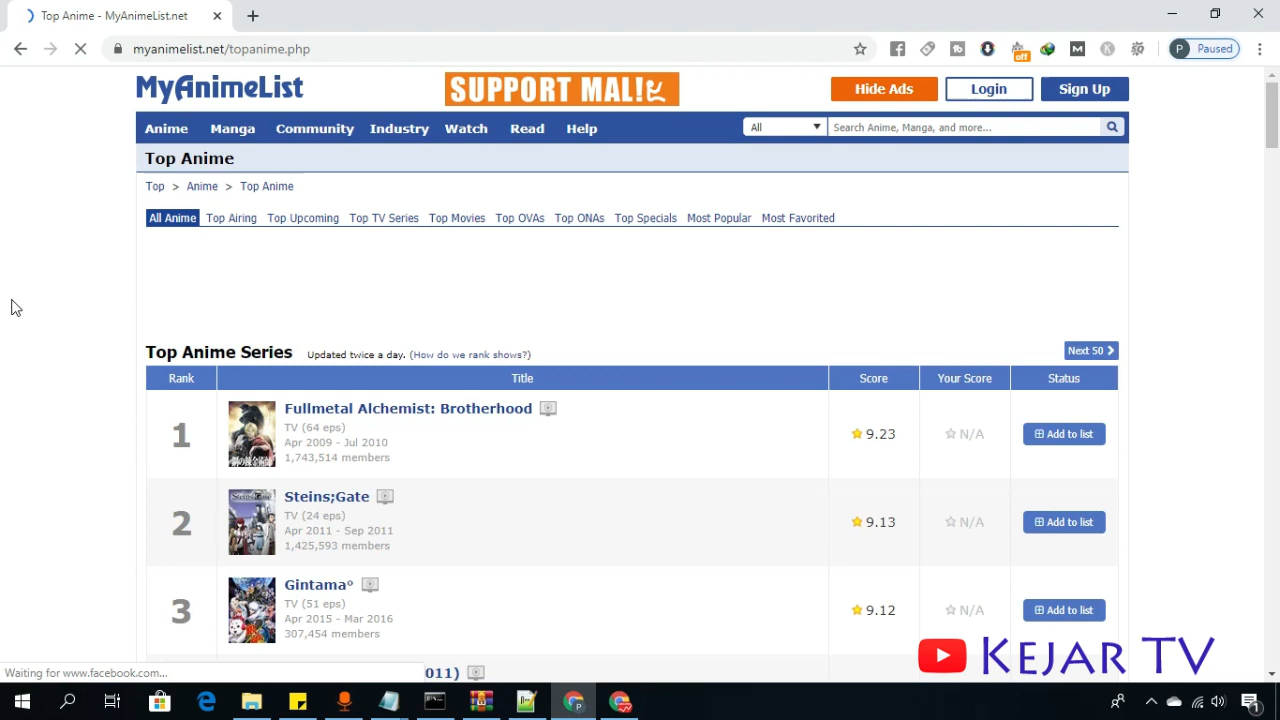 Top Anime - MyAnimeList.net
myanimelist.net/topanime.php
off
P Paused
MyAnimeList
SUPPORT MAL!
Hide Ads
Login
Sign Up
Anime Manga Community Industry Watch Read Help
All
Search Anime, Manga, and more...
Top Anime
Top > Anime > Top Anime
All Anime Top Airing Top Upcoming Top TV Series Top Movies Top OVAs Top ONAs Top Specials Most Popular Most Favorited
Top Anime Series Updated twice a day. (How do we rank shows?) Next 50
Rank Title Score Your Score Status
1
Fullmetal Alchemist: Brotherhood
TV (64 eps)
Apr 2009 - Jul 2010
1,743,514 members
9.23
N/A
Add to list
2
Steins;Gate
TV (24 eps)
Apr 2011 - Sep 2011
1,425,593 members
9.13
N/A
Add to list
3
Gintama°
TV (51 eps)
Apr 2015 - Mar 2016
307,454 members
9.12
N/A
Add to list
011)
Waiting for www.facebook.com...
KEJAR TV